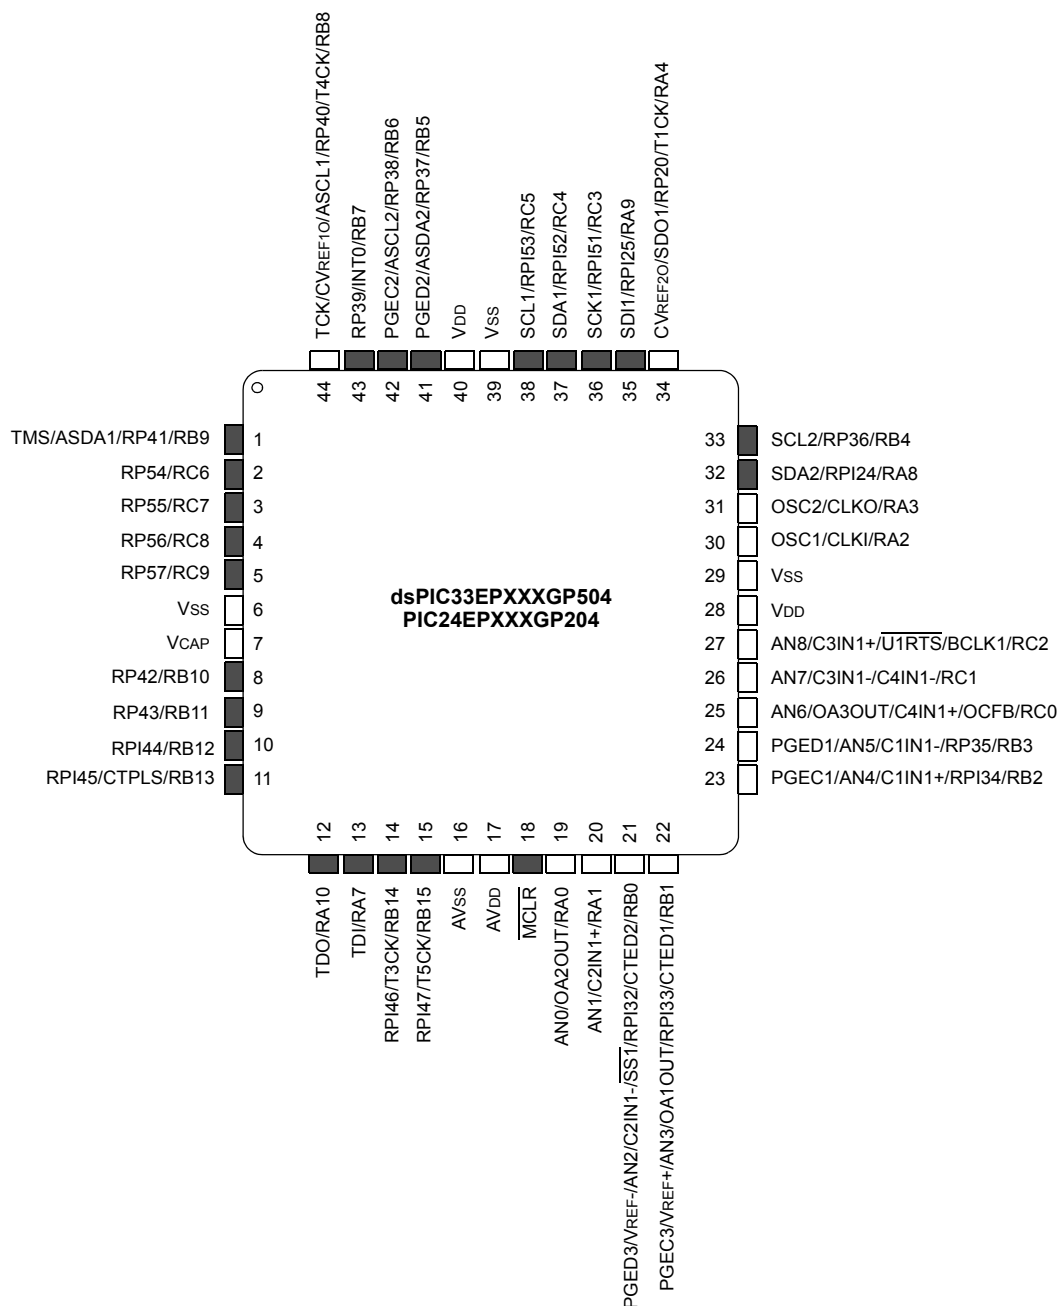 TCK/CVREF1O/ASCL1/RP40/T4CK/RB8
RP39/INT0/RB7
PGEC2/ASCL2/RP38/RB6
PGED2/ASDA2/RP37/RB5
VDD
VSS
SCL1/RPI53/RC5
SDA1/RPI52/RC4
SCK1/RPI51/RC3
SDI1/RPI25/RA9
CVREF2O/SDO1/RP20/T1CK/RA4
44
43
42
41
40
39
38
37
36
35
34
TMS/ASDA1/RP41/RB9 1
RP54/RC6 2
RP55/RC7 3
RP56/RC8 4
RP57/RC9 5
VSS 6
VCAP 7
RP42/RB10 8
RP43/RB11 9
RPI44/RB12 10
RPI45/CTPLS/RB13 11
dsPIC33EPXXXGP504
PIC24EPXXXGP204
33 SCL2/RP36/RB4
32 SDA2/RPI24/RA8
31 OSC2/CLKO/RA3
30 OSC1/CLKI/RA2
29 VSS
28 VDD
27 AN8/C3IN1+/U1RTS/BCLK1/RC2
26 AN7/C3IN1-/C4IN1-/RC1
25 AN6/OA3OUT/C4IN1+/OCFB/RC0
24 PGED1/AN5/C1IN1-/RP35/RB3
23 PGEC1/AN4/C1IN1+/RPI34/RB2
12
13
14
15
16
17
18
19
20
21
22
TDO/RA10
TDI/RA7
RPI46/T3CK/RB14
RPI47/T5CK/RB15
AVSS
AVDD
MCLR
AN0/OA2OUT/RA0
AN1/C2IN1+/RA1
PGED3/VREF-/AN2/C2IN1-/SS1/RPI32/CTED2/RB0
PGEC3/VREF+/AN3/OA1OUT/RPI33/CTED1/RB1